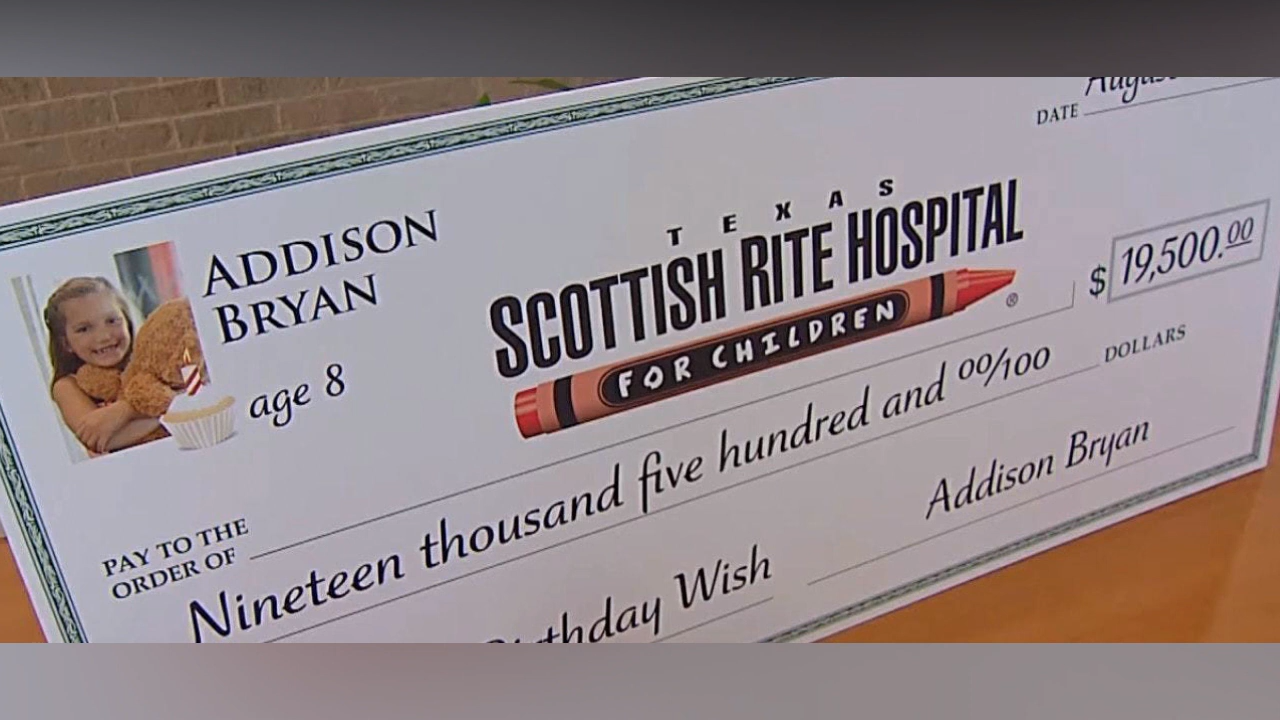 DATE
ADDISON
BRYAN
age 8
TEXAS
SCOTTISH RITE HOSPITAL
FOR CHILDREN
®
$ 19,500.00
PAY TO THE
ORDER OF
Nineteen thousand five hundred and 00/100 DOLLARS
Birthday Wish
Addison Bryan